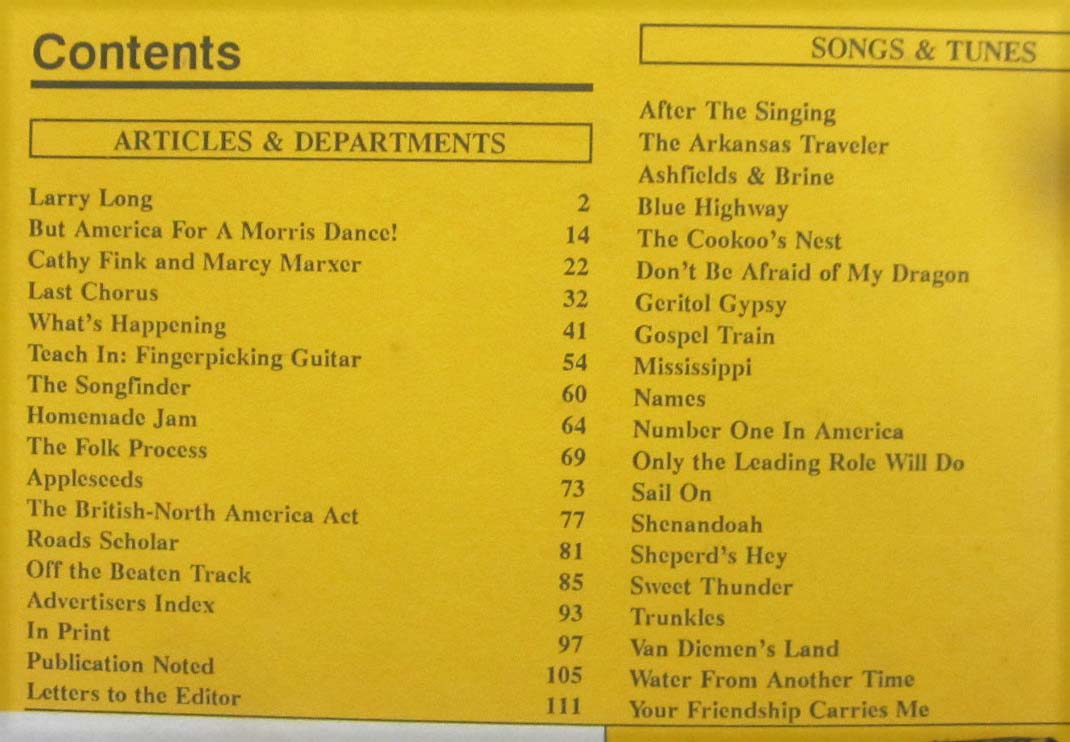 Contents
ARTICLES & DEPARTMENTS
Larry Long 2
But America For A Morris Dance! 14
Cathy Fink and Marcy Marxer 22
Last Chorus 32
What's Happening 41
Teach In: Fingerpicking Guitar 54
The Songfinder 60
Homemade Jam 64
The Folk Process 69
Appleseeds 73
The British-North America Act 77
Roads Scholar 81
Off the Beaten Track 85
Advertisers Index 93
In Print 97
Publication Noted 105
Letters to the Editor 111
SONGS & TUNES
After The Singing
The Arkansas Traveler
Ashfields & Brine
Blue Highway
The Cookoo's Nest
Don't Be Afraid of My Dragon
Geritol Gypsy
Gospel Train
Mississippi
Names
Number One In America
Only the Leading Role Will Do
Sail On
Shenandoah
Sheperd's Hey
Sweet Thunder
Trunkles
Van Diemen's Land
Water From Another Time
Your Friendship Carries Me